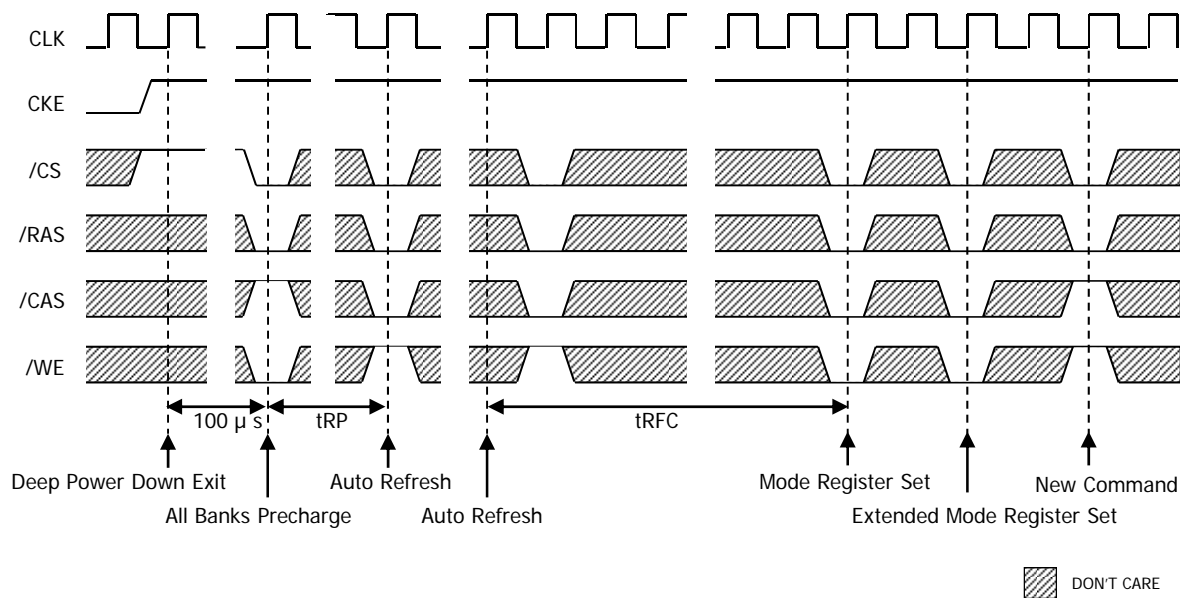 CLK
CKE
/CS
/RAS
/CAS
/WE
100 µ s
tRP
tRFC
Deep Power Down Exit
Auto Refresh
Mode Register Set
New Command
All Banks Precharge
Auto Refresh
Extended Mode Register Set
DON'T CARE